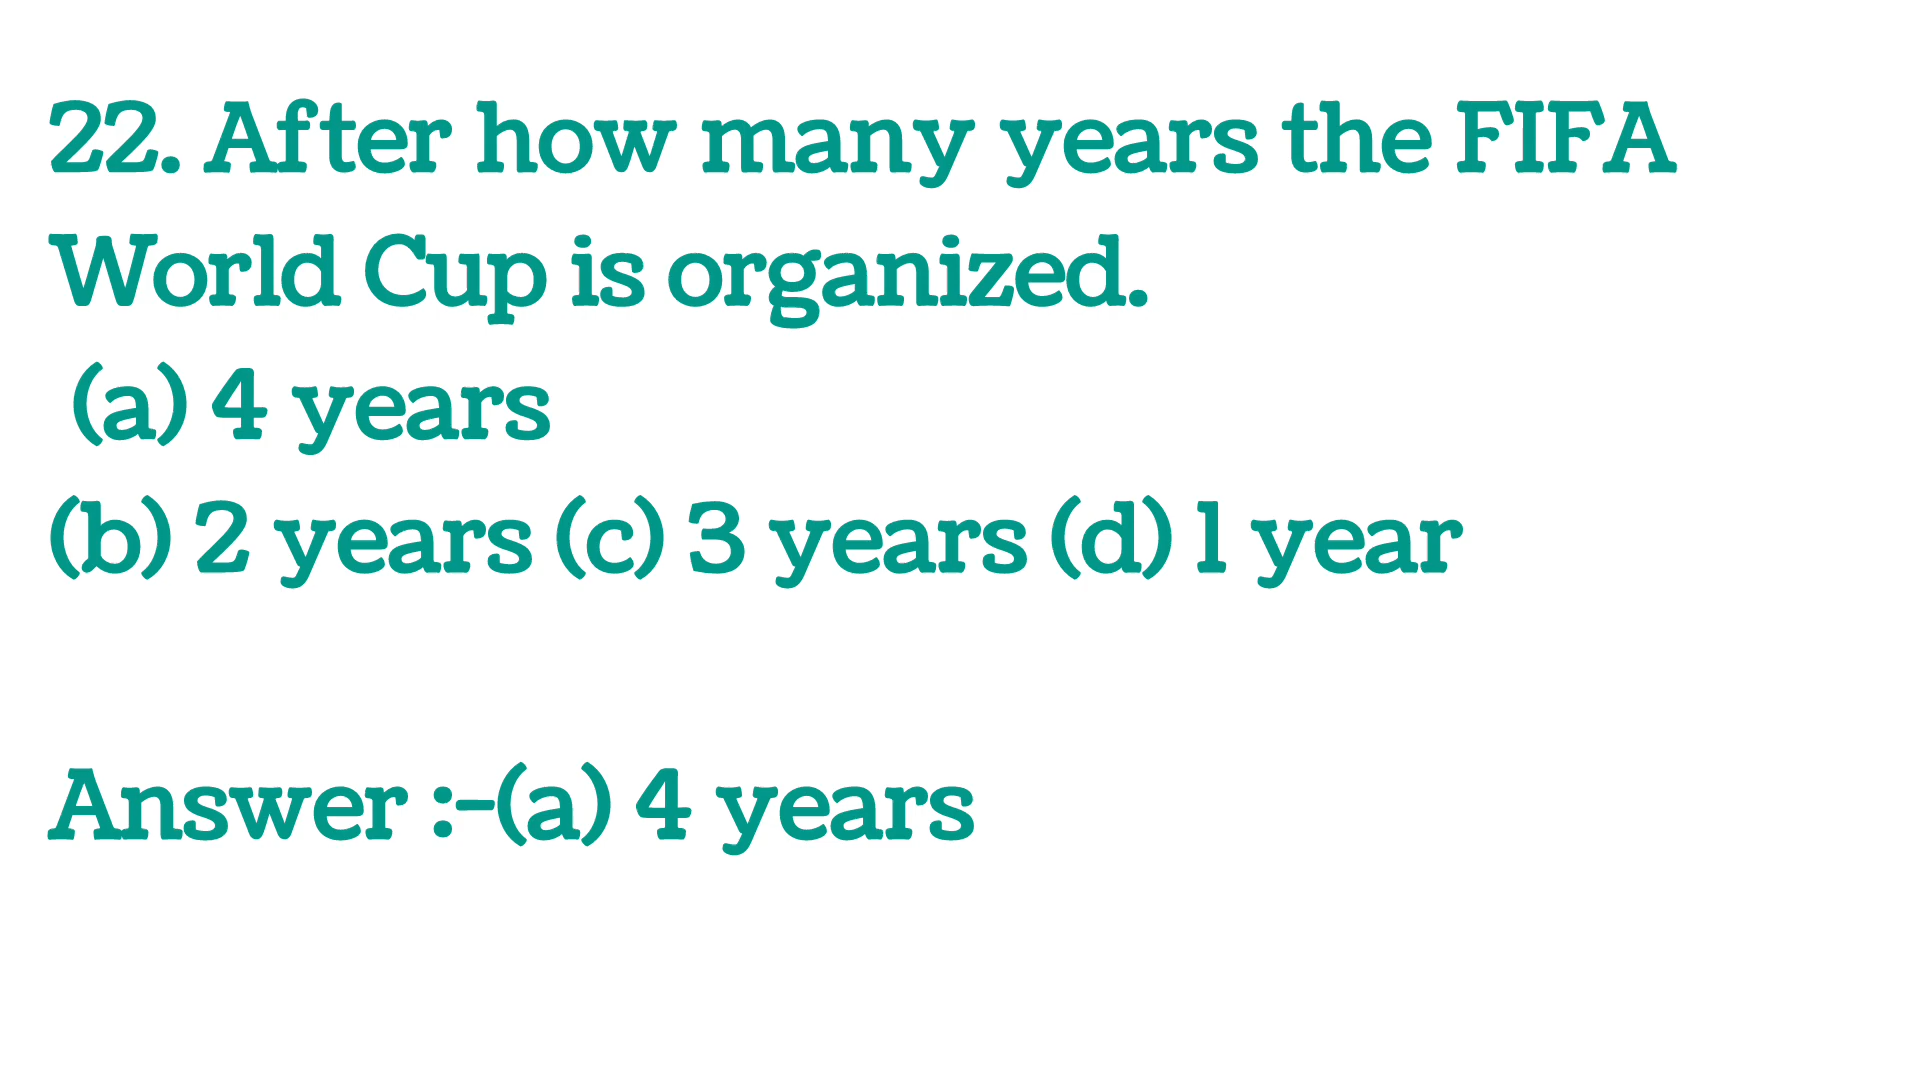 22. After how many years the FIFA
World Cup is organized.
(a) 4 years
(b) 2 years (c) 3 years (d) 1 year
Answer :-(a) 4 years